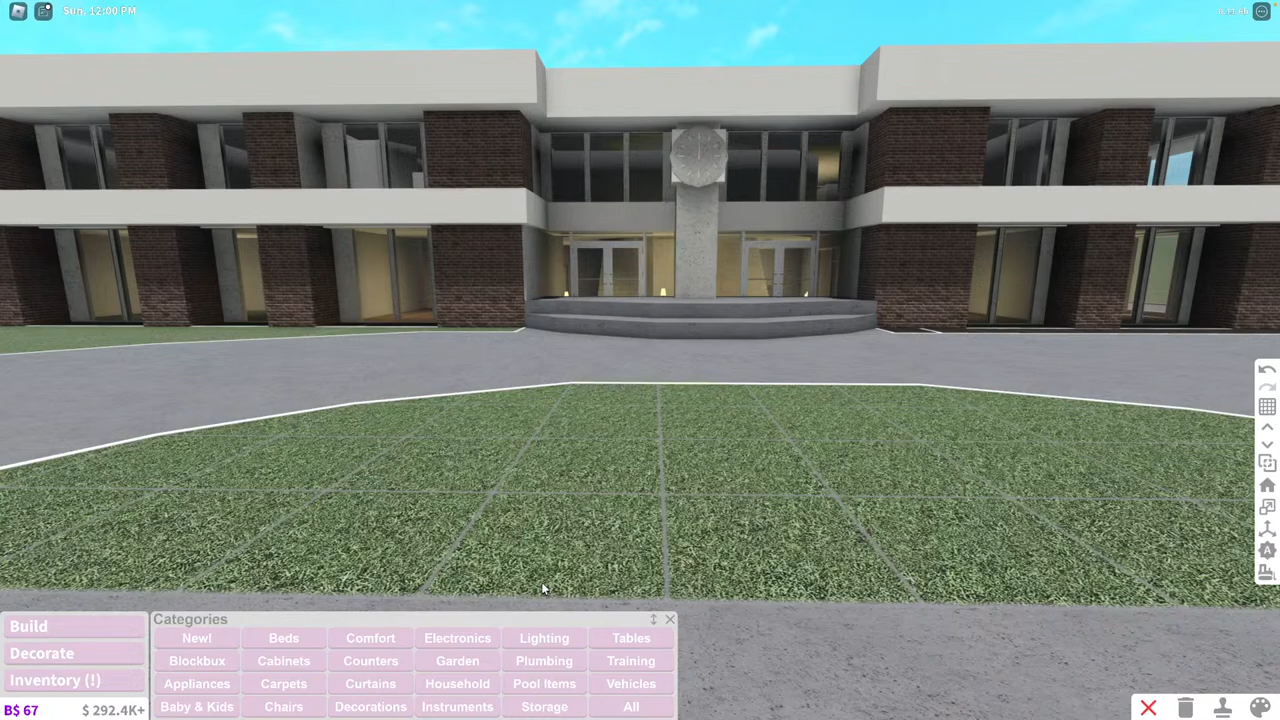 Sun. 12:00 PM
Build
Decorate
Inventory (!)
B$ 67 $ 292.4K+
Categories
New! Beds Comfort Electronics Lighting Tables
Blockbux Cabinets Counters Garden Plumbing Training
Appliances Carpets Curtains Household Pool Items Vehicles
Baby & Kids Chairs Decorations Instruments Storage All